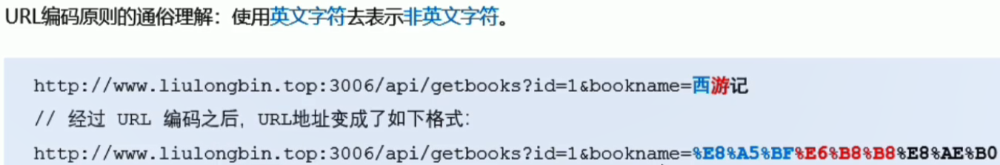 URL编码原则的通俗理解：使用英文字符去表示非英文字符。
http://www.liulongbin.top:3006/api/getbooks?id=1&bookname=西游记
// 经过 URL 编码之后，URL地址变成了如下格式：
http://www.liulongbin.top:3006/api/getbooks?id=1&bookname=%E8%A5%BF%E6%B8%B8%E8%AE%B0